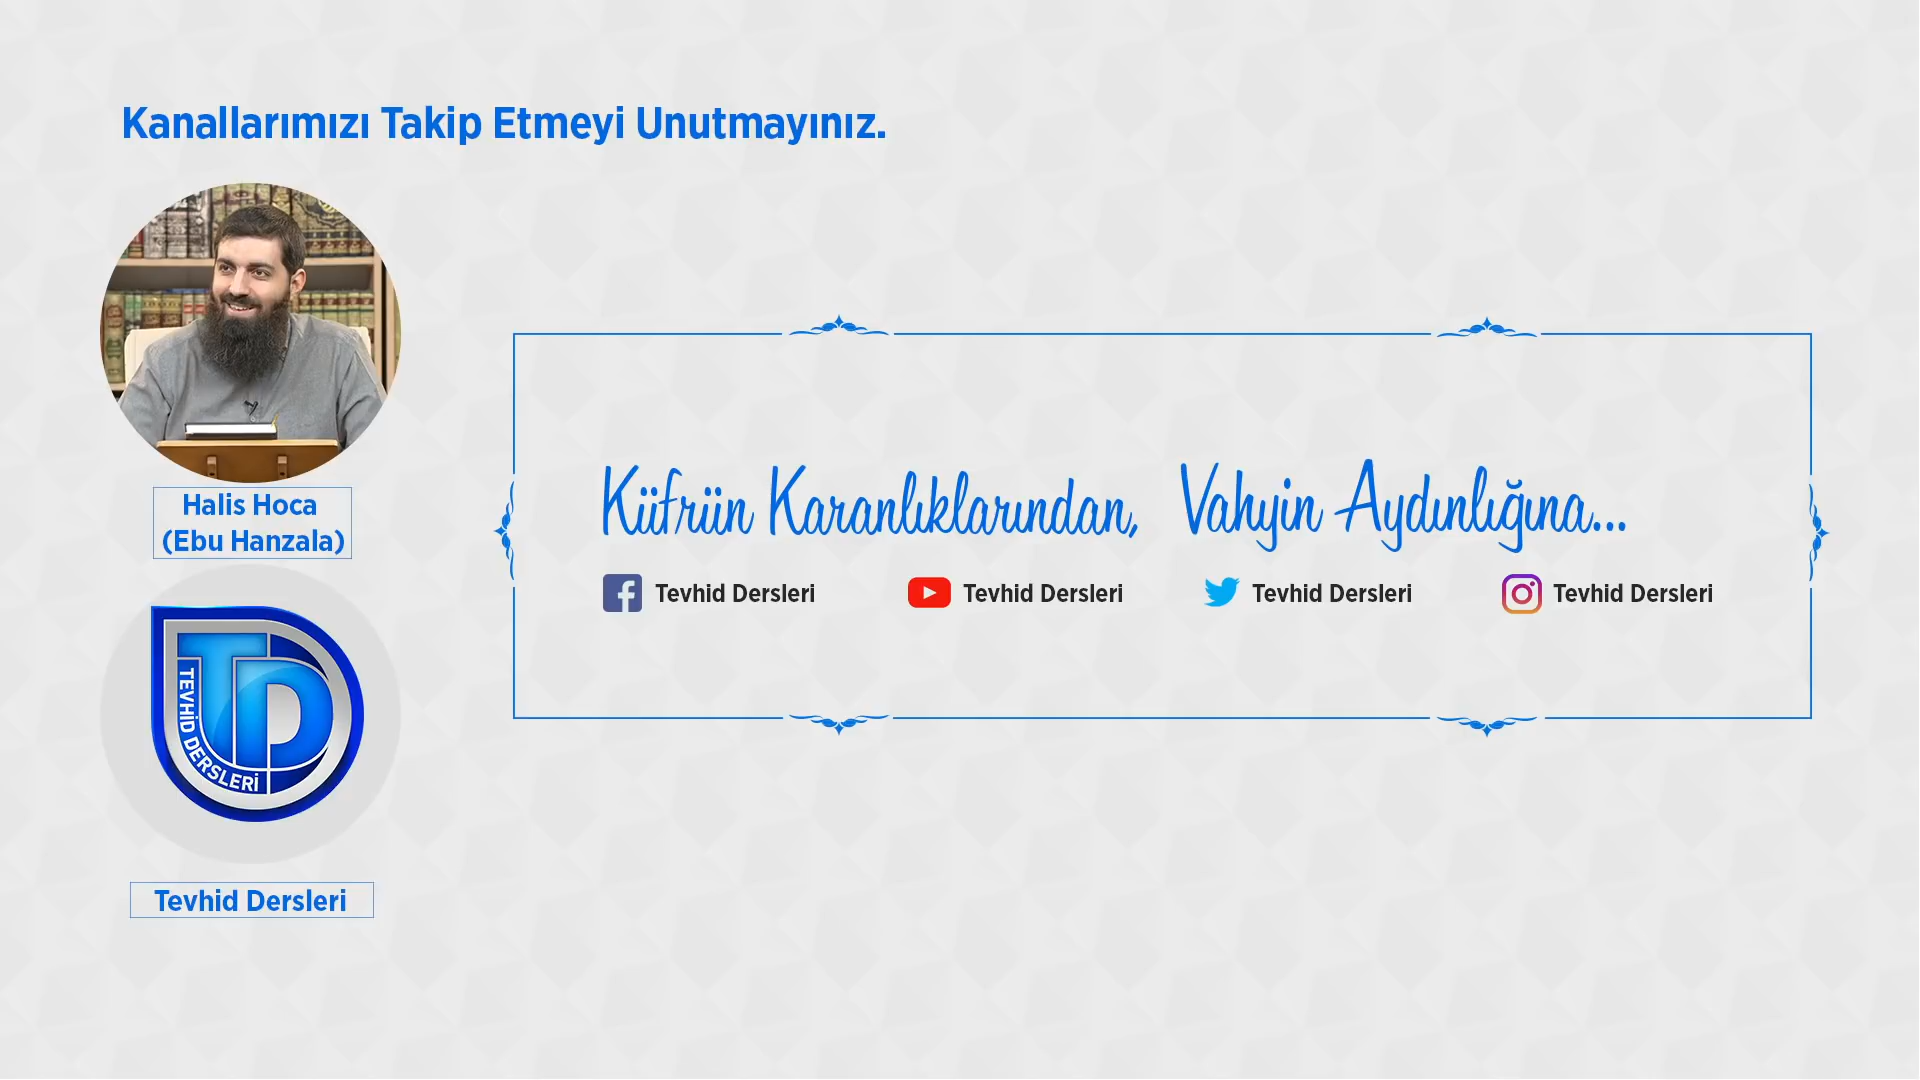 Kanallarımızı Takip Etmeyi Unutmayınız.
Halis Hoca
(Ebu Hanzala)
TD
TEVHİD DERSLERİ
Tevhid Dersleri
Küfrün Karanlıklarından, Vahyin Aydınlığına...
Tevhid Dersleri Tevhid Dersleri Tevhid Dersleri Tevhid Dersleri